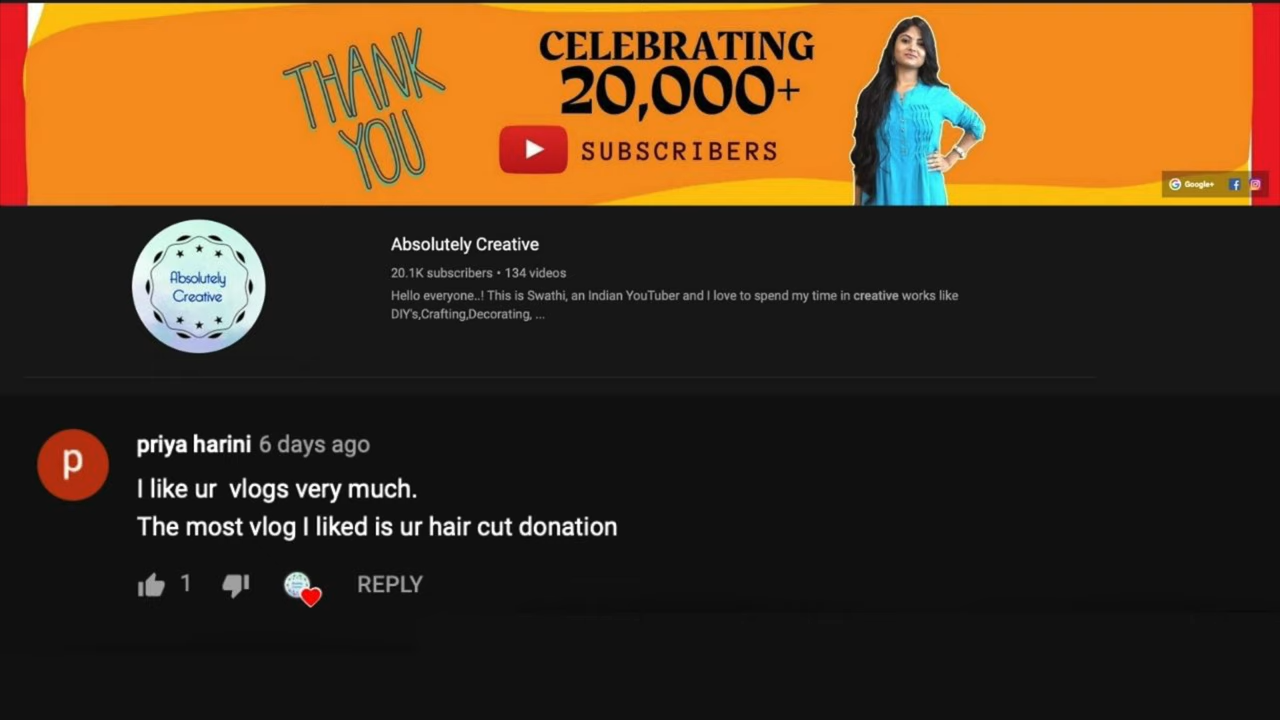 THANK
YOU
CELEBRATING
20,000+
SUBSCRIBERS
Google+
Absolutely
Creative
Absolutely Creative
20.1K subscribers • 134 videos
Hello everyone..! This is Swathi, an Indian YouTuber and I love to spend my time in creative works like
DIY's,Crafting,Decorating, ...
p
priya harini 6 days ago
I like ur  vlogs very much.
The most vlog I liked is ur hair cut donation
1 REPLY